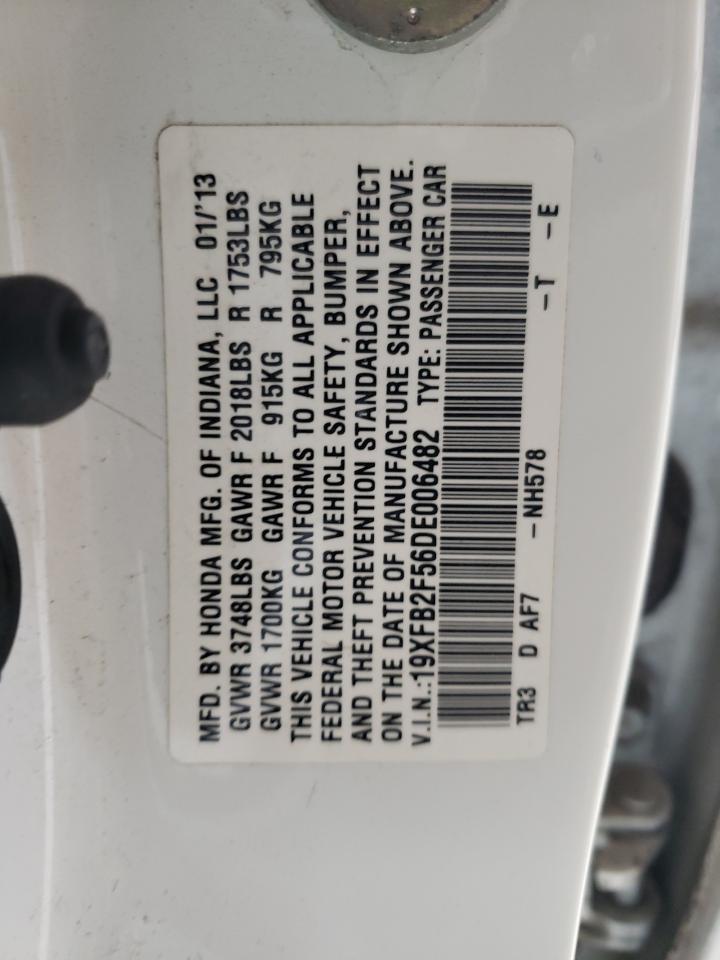 MFD. BY HONDA MFG. OF INDIANA, LLC 01/'13
GVWR 3748LBS GAWR F 2018LBS R 1753LBS
GVWR 1700KG GAWR F 915KG R 795KG
THIS VEHICLE CONFORMS TO ALL APPLICABLE
FEDERAL MOTOR VEHICLE SAFETY, BUMPER,
AND THEFT PREVENTION STANDARDS IN EFFECT
ON THE DATE OF MANUFACTURE SHOWN ABOVE.
V.I.N.:19XFB2F56DE006482 TYPE: PASSENGER CAR
TR3 D AF7 -NH578 -T -E